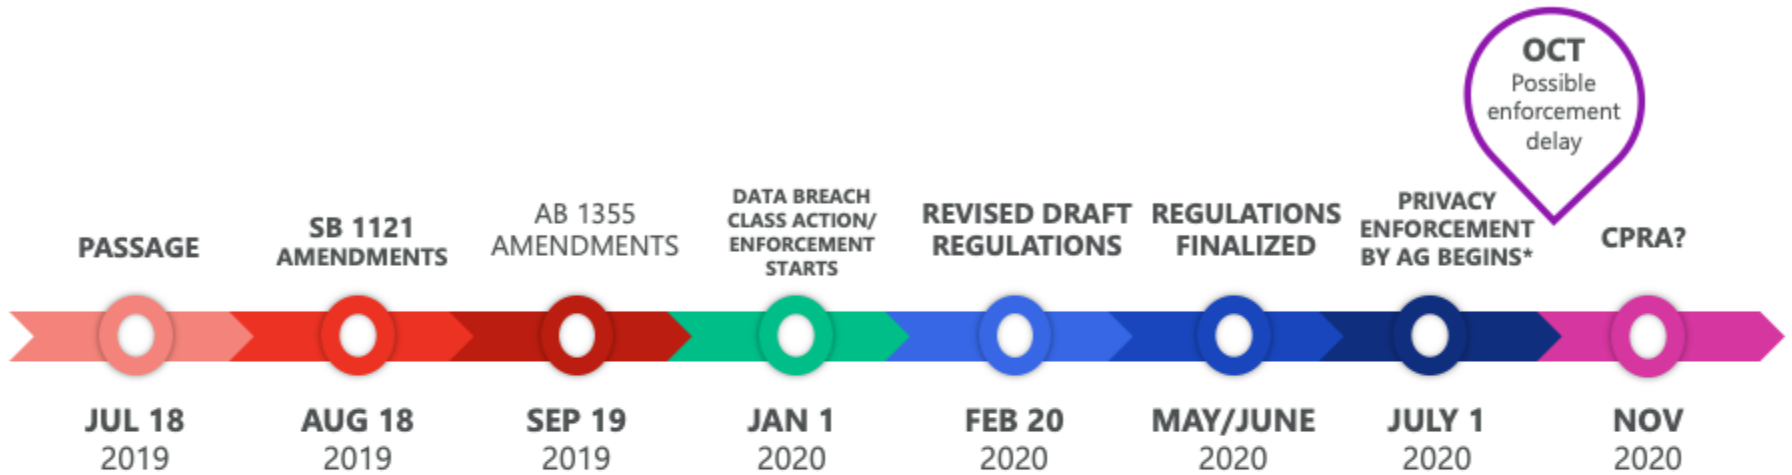 OCT
Possible
enforcement
delay
PASSAGE
SB 1121
AMENDMENTS
AB 1355
AMENDMENTS
DATA BREACH
CLASS ACTION/
ENFORCEMENT
STARTS
REVISED DRAFT
REGULATIONS
REGULATIONS
FINALIZED
PRIVACY
ENFORCEMENT
BY AG BEGINS*
CPRA?
JUL 18
2019
AUG 18
2019
SEP 19
2019
JAN 1
2020
FEB 20
2020
MAY/JUNE
2020
JULY 1
2020
NOV
2020